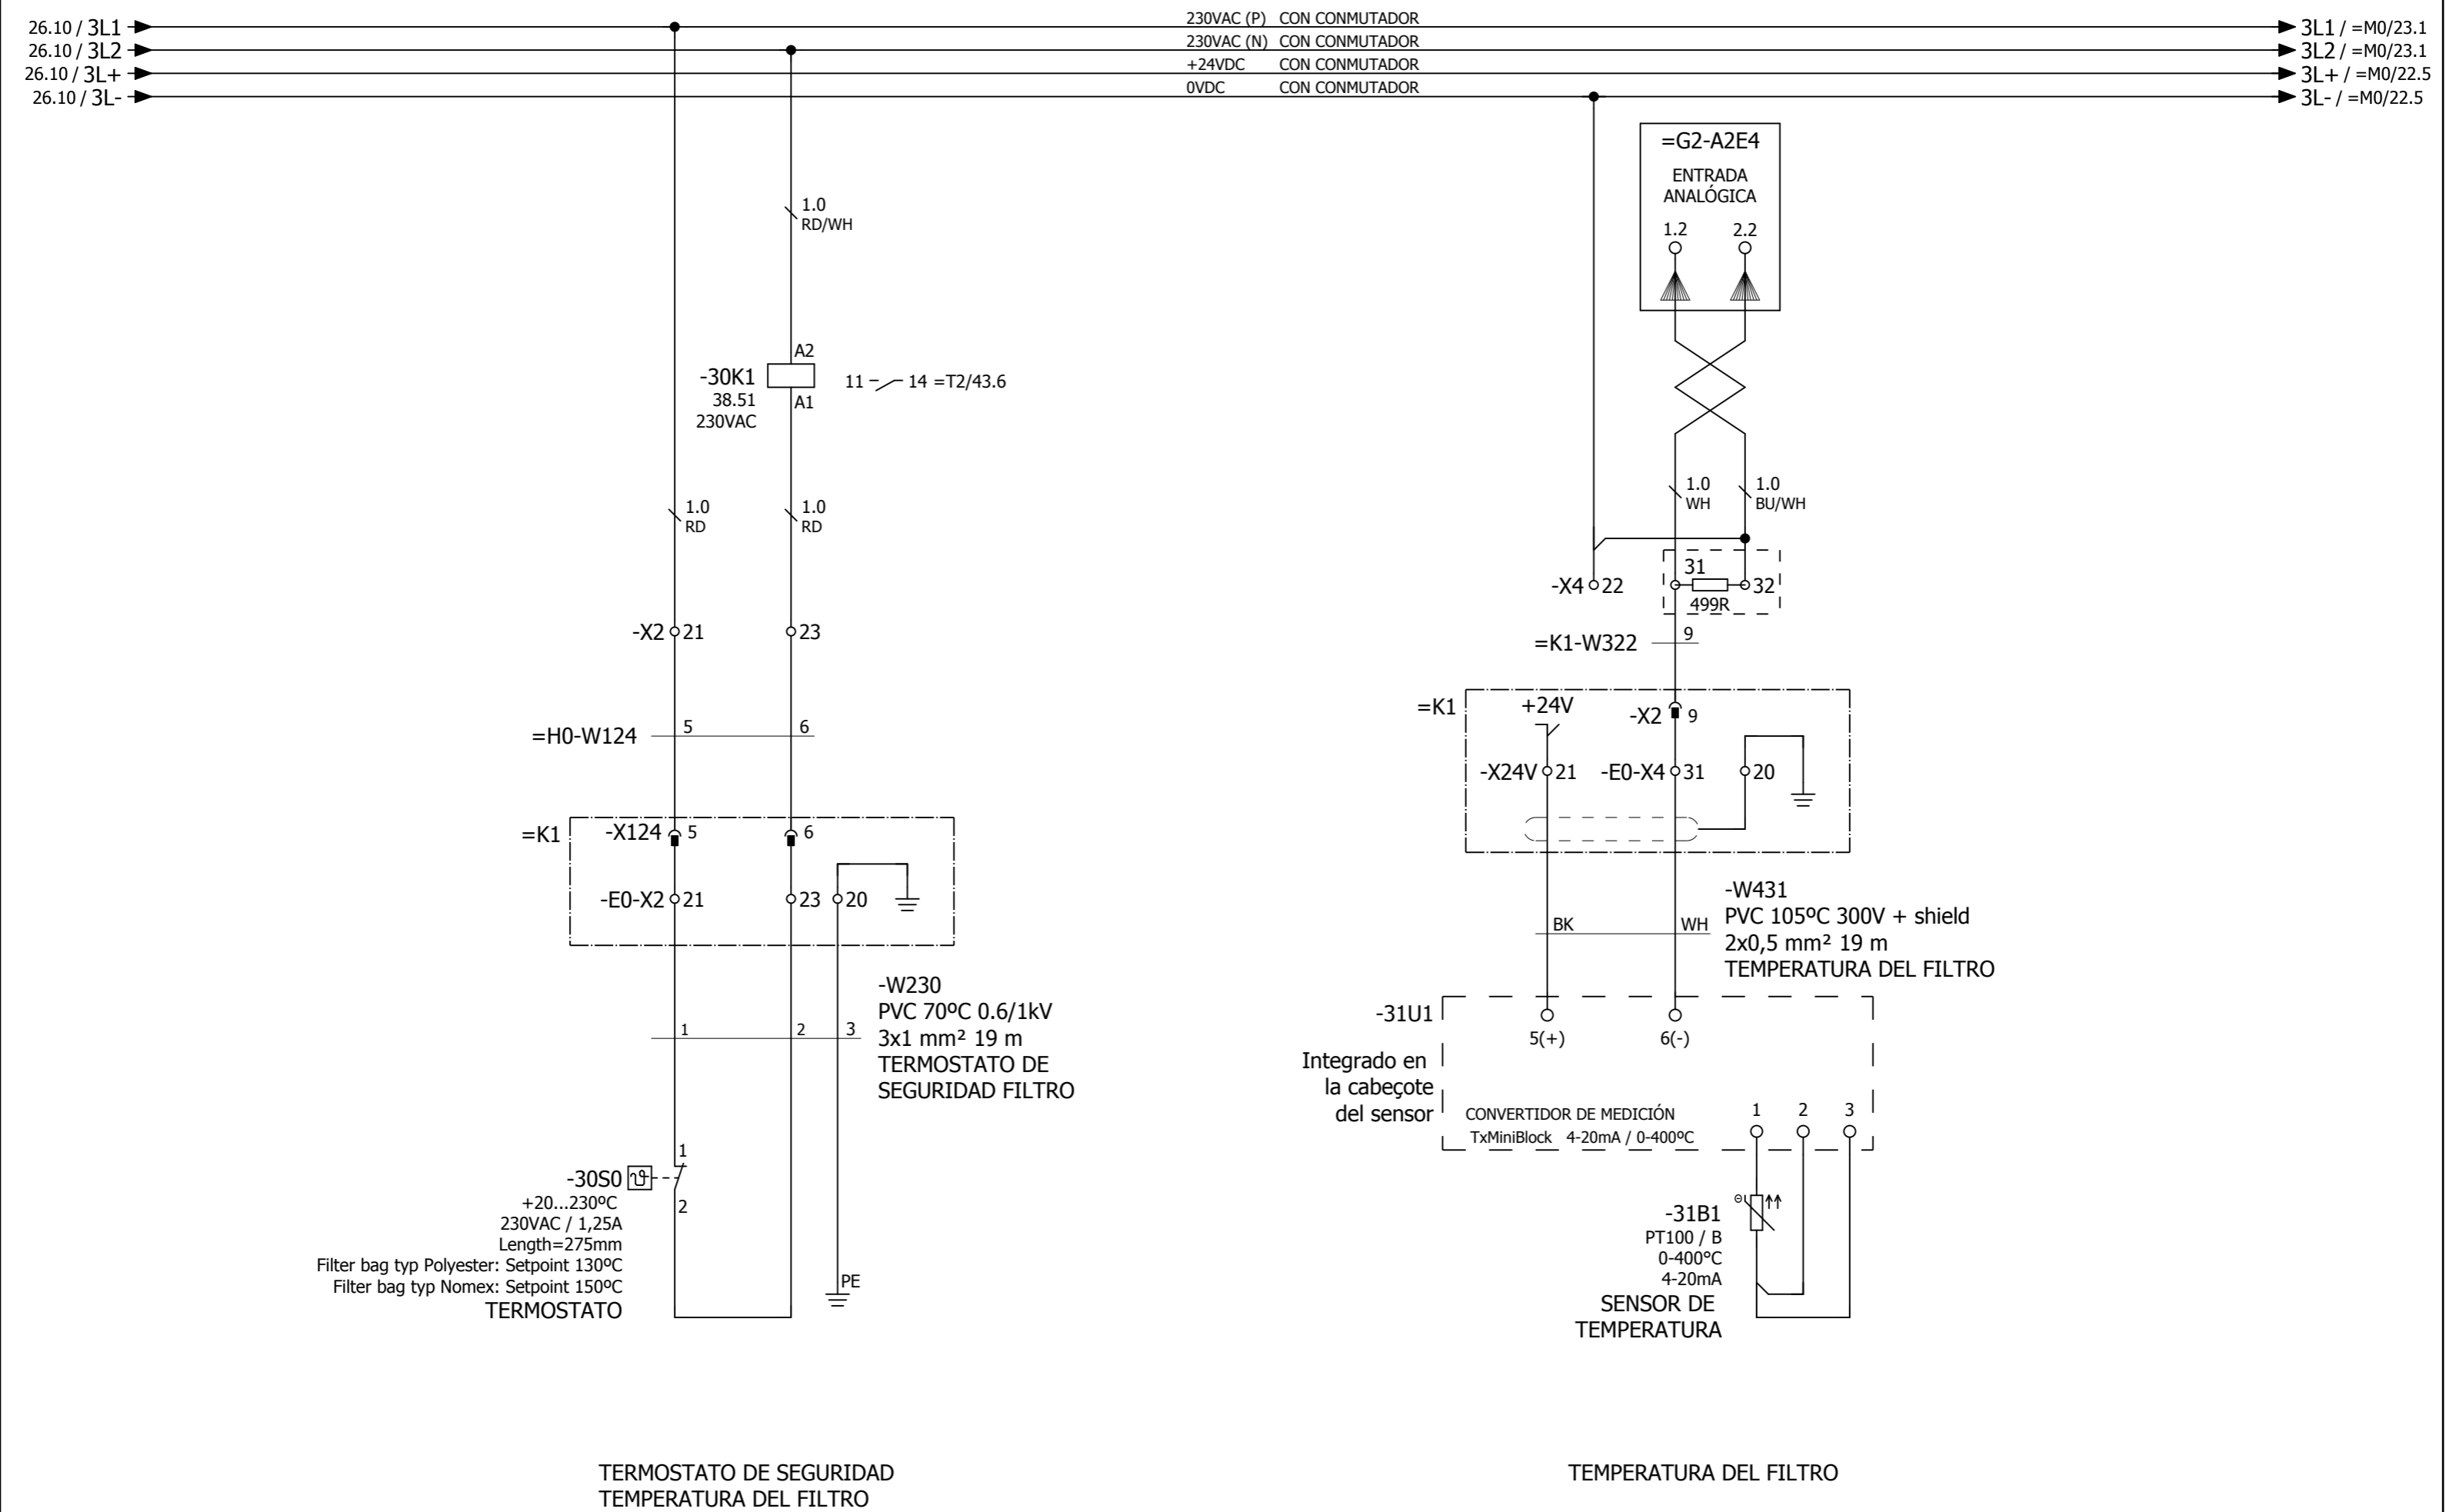 26.10 / 3L1
230VAC (P) CON CONMUTADOR
3L1 / =M0/23.1
26.10 / 3L2
230VAC (N) CON CONMUTADOR
3L2 / =M0/23.1
26.10 / 3L+
+24VDC CON CONMUTADOR
3L+ / =M0/22.5
26.10 / 3L-
0VDC CON CONMUTADOR
3L- / =M0/22.5
1.0
RD/WH
A2
-30K1
38.51
230VAC
A1
11 14 =T2/43.6
1.0
RD
1.0
RD
-X2 21 23
=H0-W124 5 6
=K1 -X124 5 6
-E0-X2 21 23 20
-W230
PVC 70ºC 0.6/1kV
3x1 mm² 19 m
TERMOSTATO DE
SEGURIDAD FILTRO
1 2 3
1
2
-30S0
+20...230ºC
230VAC / 1,25A
Length=275mm
Filter bag typ Polyester: Setpoint 130ºC
Filter bag typ Nomex: Setpoint 150ºC
TERMOSTATO
PE
TERMOSTATO DE SEGURIDAD
TEMPERATURA DEL FILTRO
=G2-A2E4
ENTRADA
ANALÓGICA
1.2 2.2
1.0
WH
1.0
BU/WH
-X4 22
31 32
499R
=K1-W322 9
=K1 +24V
-X2 9
-X24V 21 -E0-X4 31 20
-W431
PVC 105ºC 300V + shield
2x0,5 mm² 19 m
TEMPERATURA DEL FILTRO
BK WH
-31U1
5(+) 6(-)
Integrado en
la cabeçote
del sensor
CONVERTIDOR DE MEDICIÓN
TxMiniBlock 4-20mA / 0-400ºC
1 2 3
-31B1
PT100 / B
0-400°C
4-20mA
SENSOR DE
TEMPERATURA
TEMPERATURA DEL FILTRO